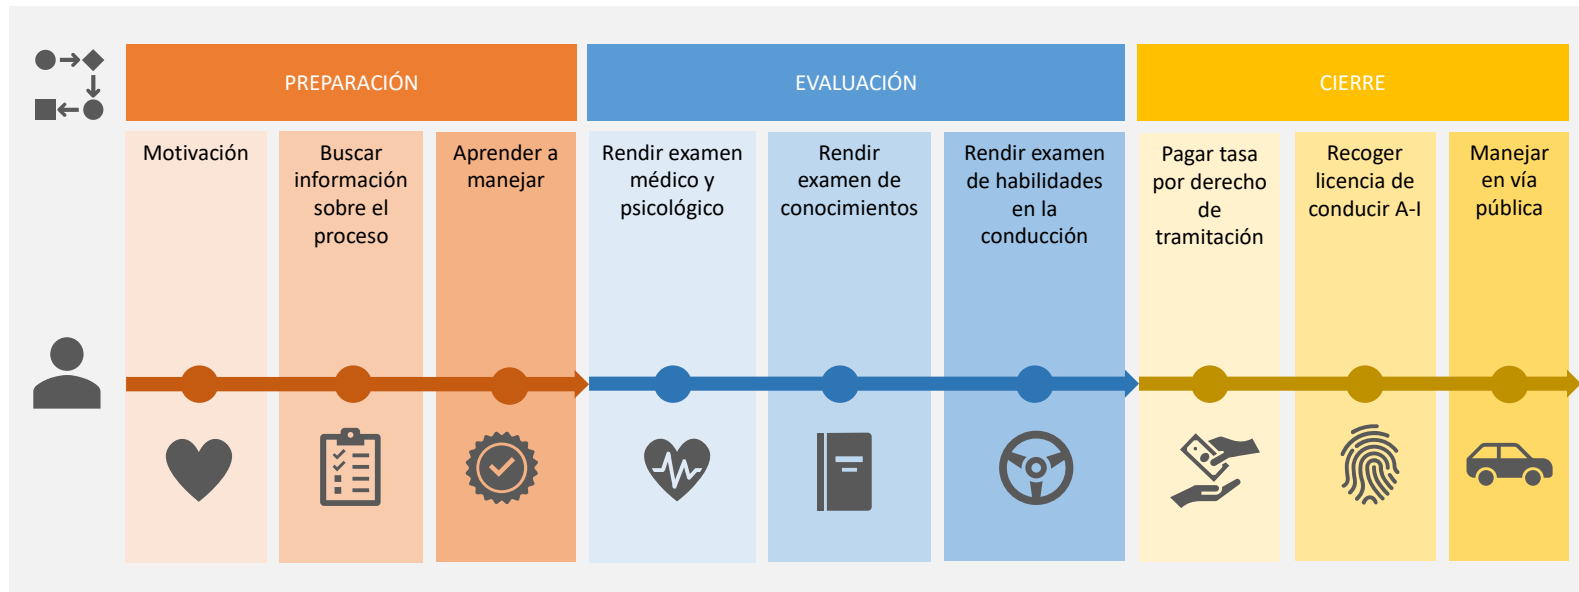 PREPARACIÓN
EVALUACIÓN
CIERRE
Motivación
Buscar
información
sobre el
proceso
Aprender a
manejar
Rendir examen
médico y
psicológico
Rendir
examen de
conocimientos
Rendir examen
de habilidades
en la
conducción
Pagar tasa
por derecho
de
tramitación
Recoger
licencia de
conducir A-I
Manejar
en vía
pública